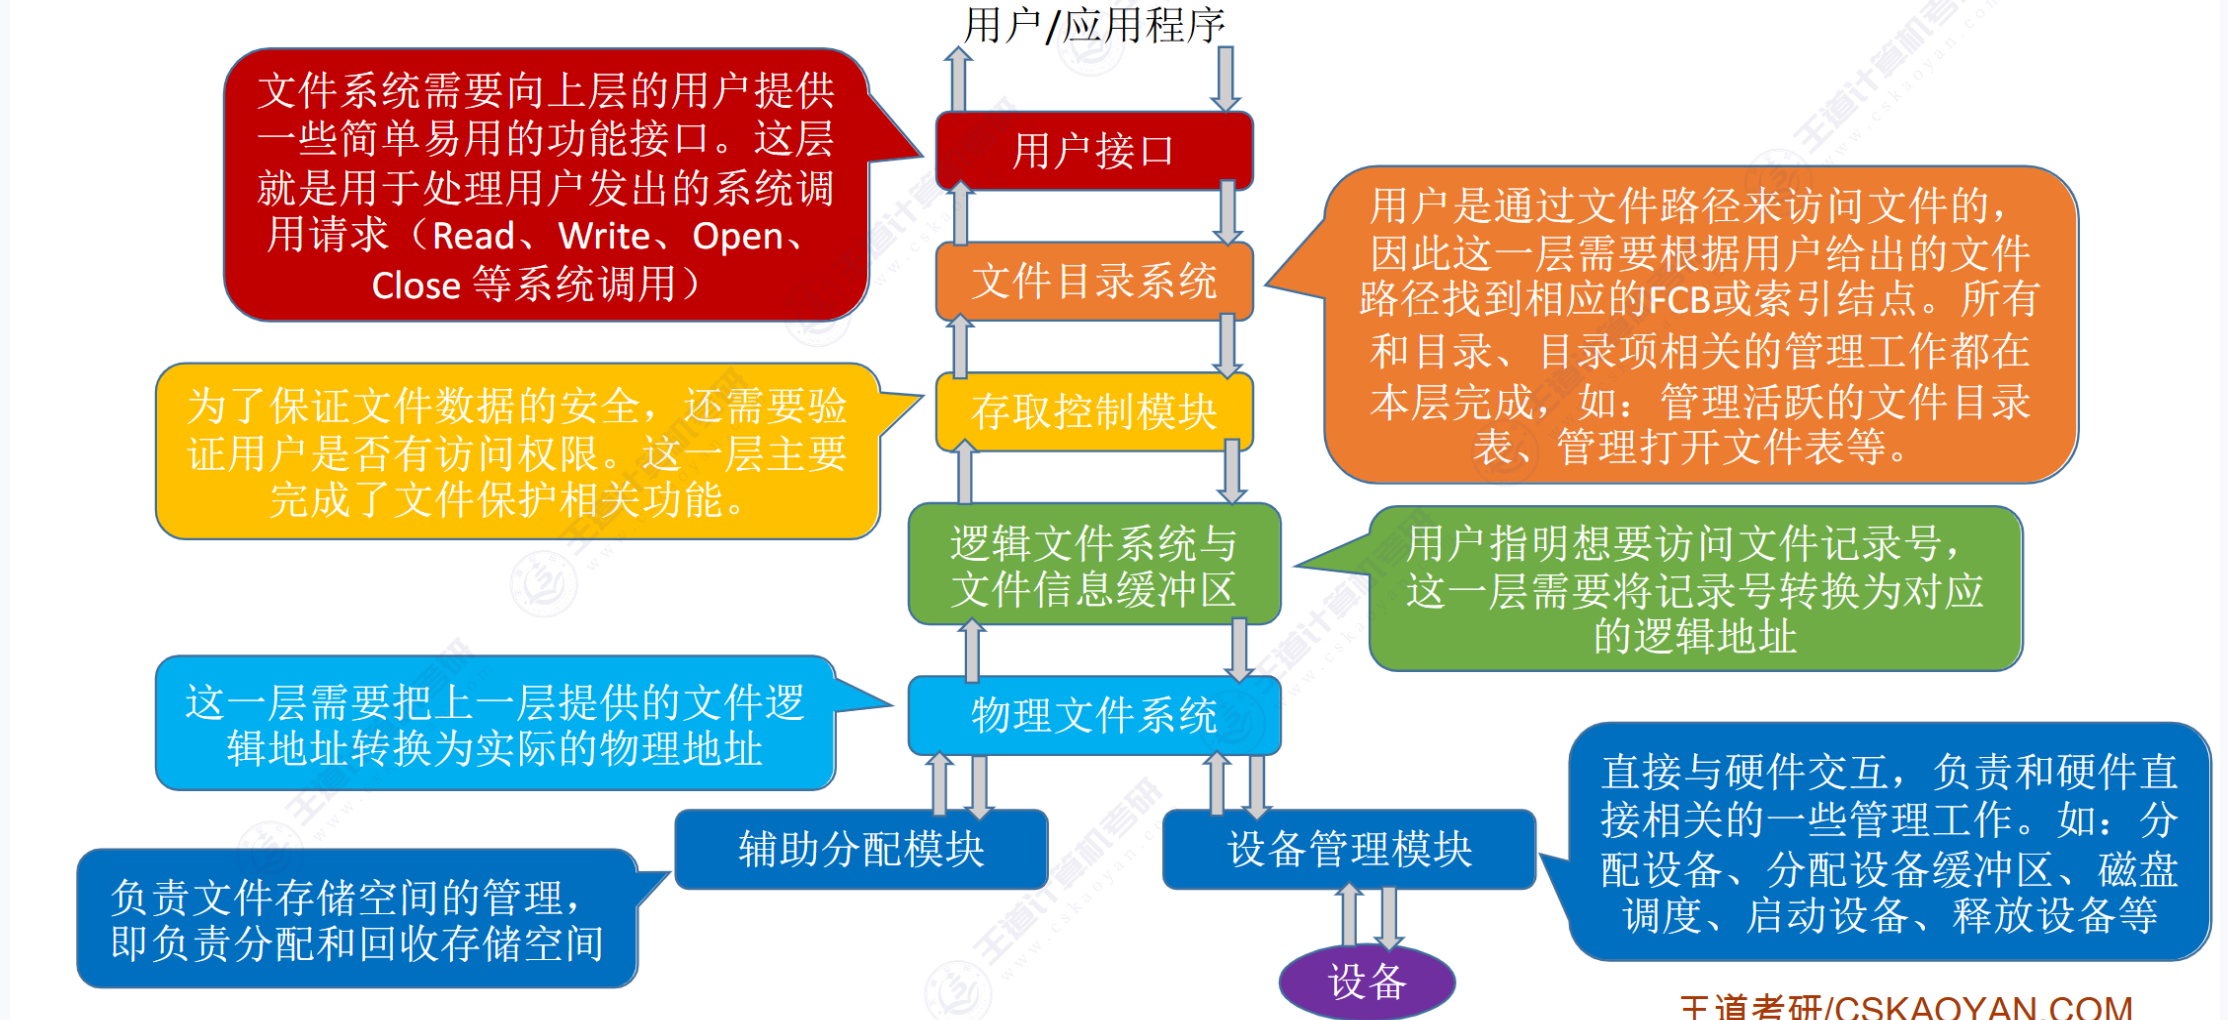 用户/应用程序
文件系统需要向上层的用户提供
一些简单易用的功能接口。这层
就是用于处理用户发出的系统调
用请求（Read、Write、Open、
Close 等系统调用）
用户接口
用户是通过文件路径来访问文件的，
因此这一层需要根据用户给出的文件
路径找到相应的FCB或索引结点。所有
和目录、目录项相关的管理工作都在
本层完成，如：管理活跃的文件目录
表、管理打开文件表等。
文件目录系统
为了保证文件数据的安全，还需要验
证用户是否有访问权限。这一层主要
完成了文件保护相关功能。
存取控制模块
逻辑文件系统与
文件信息缓冲区
用户指明想要访问文件记录号，
这一层需要将记录号转换为对应
的逻辑地址
这一层需要把上一层提供的文件逻
辑地址转换为实际的物理地址
物理文件系统
辅助分配模块
设备管理模块
直接与硬件交互，负责和硬件直
接相关的一些管理工作。如：分
配设备、分配设备缓冲区、磁盘
调度、启动设备、释放设备等
负责文件存储空间的管理，
即负责分配和回收存储空间
设备
王道考研/CSKAOYAN.COM
王道计算机考研
www.cskaoyan.com